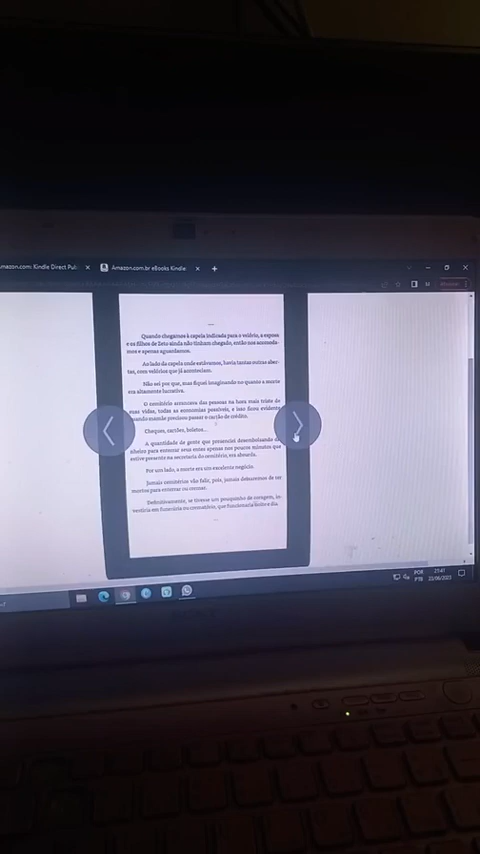 Amazon.com: Kindle Direct Pul
Amazon.com.br eBooks Kindle
Quando chegamos à capela indicada para o velório, a esposa
e os filhos de Zeto ainda não tinham chegado, então nos
mos e apenas aguardamos.
Ao lado da capela onde estávamos, havia tantas outras aber-
tas, com velórios que já aconteciam.
Não sei por que, mas fiquei imaginando no quanto a morte
era altamente lucrativa.
O cemitério arrancava das pessoas na hora mais triste de
suas vidas, todas as economias possíveis, e isso ficou evidente
quando mamãe precisou passar o cartão de crédito.
Cheques, cartões, boletos...
A quantidade de gente que presenciei desembolsando di
nheiro para enterrar seus entes apenas nos poucos minutos que
estive presente na secretaria do cemitério, era absurda.
Por um lado, a morte era um excelente negócio.
Jamais cemitérios vão falir, pois, jamais deixaremos de ter
mortos para enterrar ou cremar.
Definitivamente, se tivesse um pouquinho de coragem, in-
vestiria em funerária ou crematório, que funcionaria noite e dia.
POR
PTB
21:41
22/06/2023